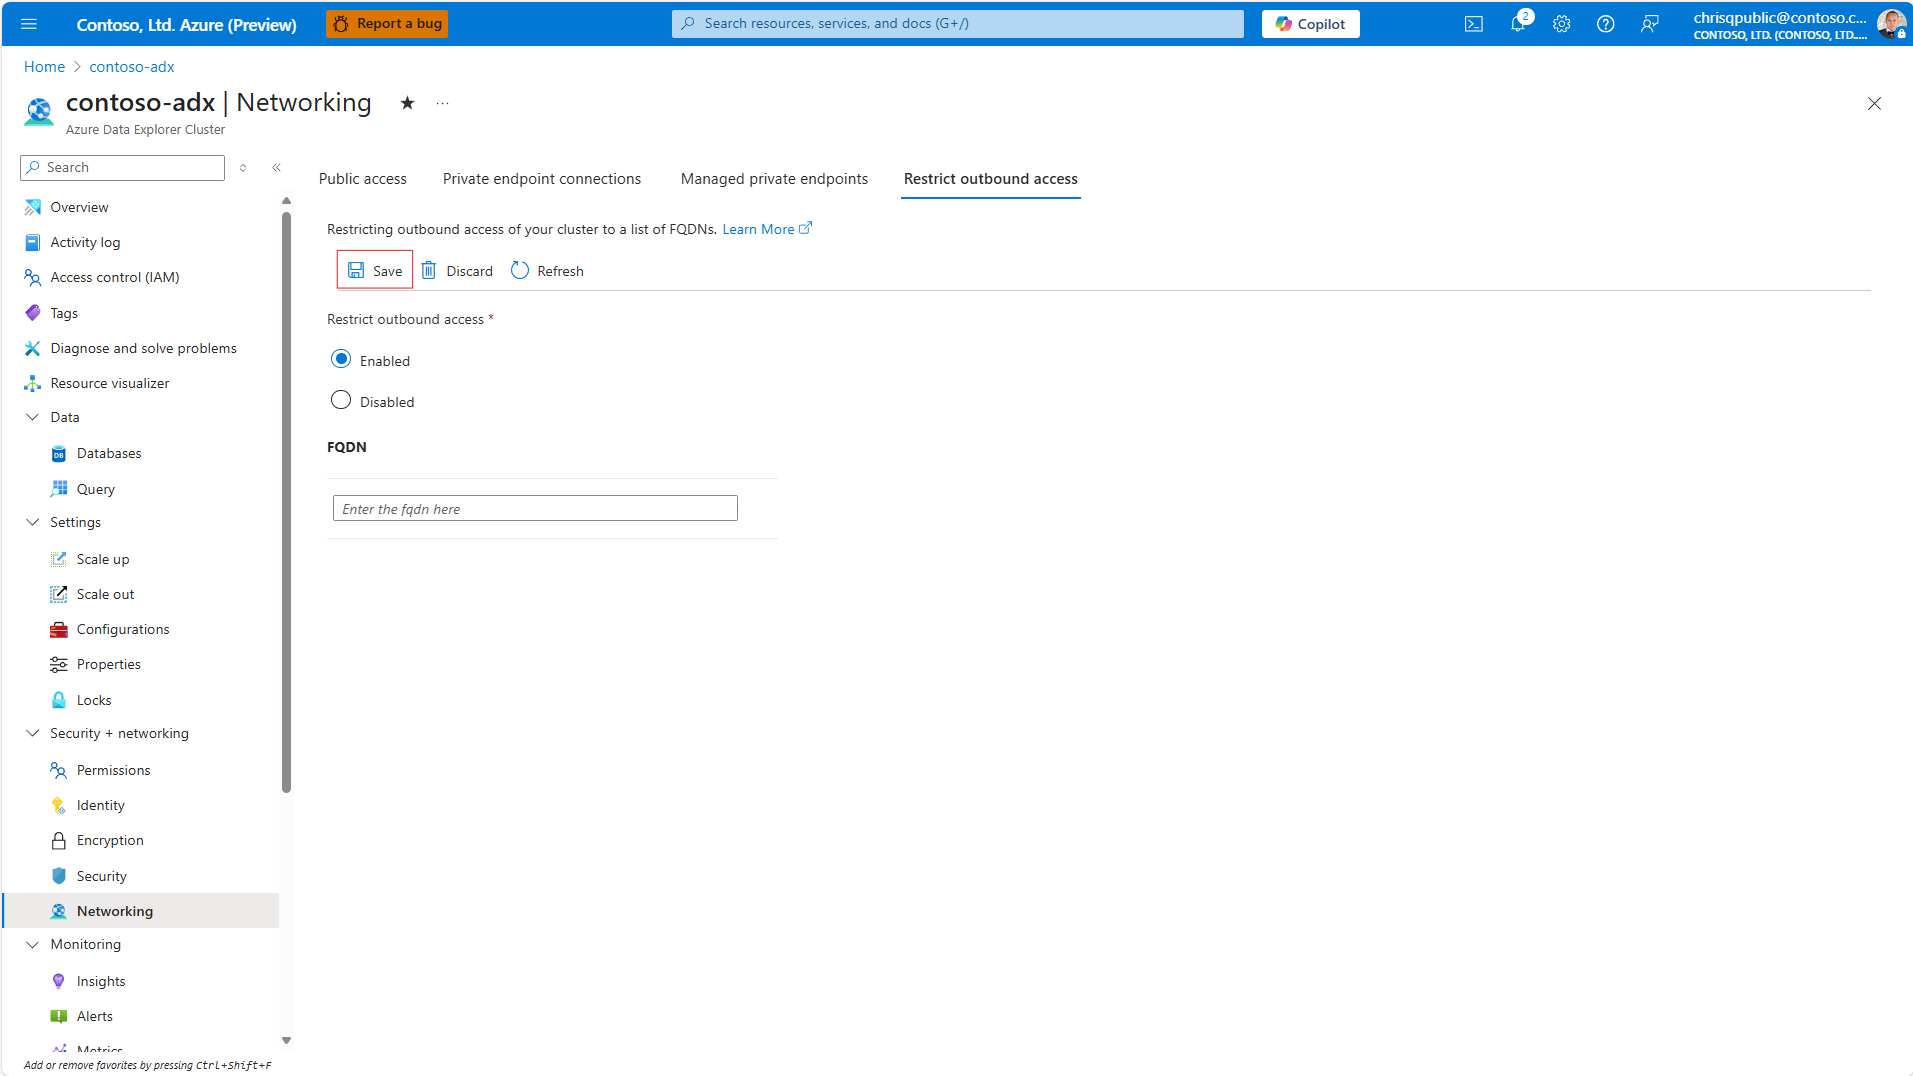 Contoso, Ltd. Azure (Preview)
Report a bug
Search resources, services, and docs (G+/)
Copilot
2
chrisqpublic@contoso.c...
CONTOSO, LTD. (CONTOSO, LTD....
Home > contoso-adx
contoso-adx | Networking
Azure Data Explorer Cluster
Search
Overview
Activity log
Access control (IAM)
Tags
Diagnose and solve problems
Resource visualizer
Data
Databases
Query
Settings
Scale up
Scale out
Configurations
Properties
Locks
Security + networking
Permissions
Identity
Encryption
Security
Networking
Monitoring
Insights
Alerts
Metrics
Add or remove favorites by pressing Ctrl+Shift+F
Public access
Private endpoint connections
Managed private endpoints
Restrict outbound access
Restricting outbound access of your cluster to a list of FQDNs. Learn More
Save
Discard
Refresh
Restrict outbound access *
Enabled
Disabled
FQDN
Enter the fqdn here